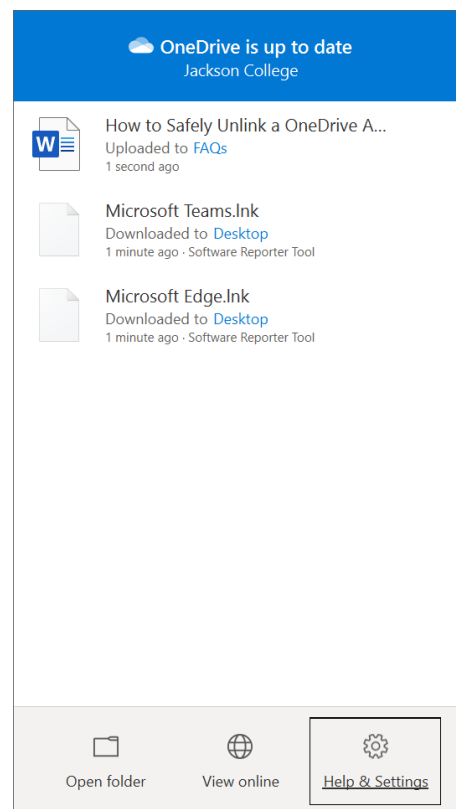 OneDrive is up to date
Jackson College
W
How to Safely Unlink a OneDrive A...
Uploaded to FAQs
1 second ago
Microsoft Teams.lnk
Downloaded to Desktop
1 minute ago · Software Reporter Tool
Microsoft Edge.lnk
Downloaded to Desktop
1 minute ago · Software Reporter Tool
Open folder View online Help & Settings